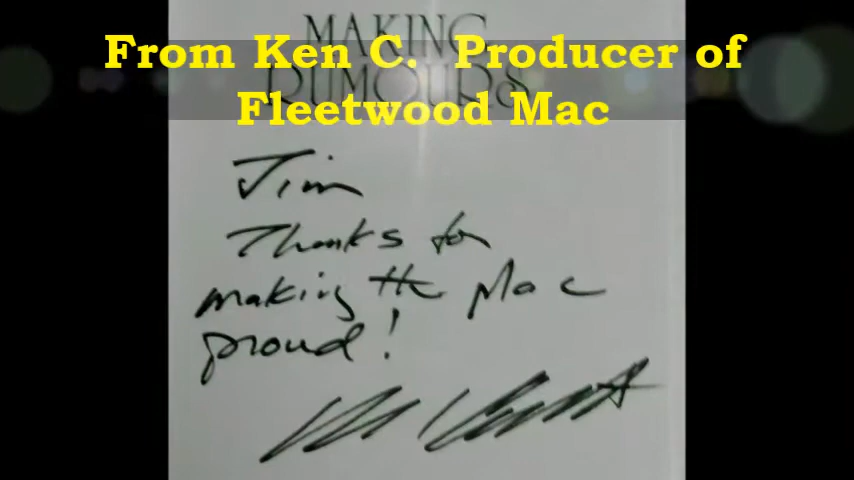 From Ken C. Producer of
Fleetwood Mac
MAKING
RUMOURS
Jim
Thanks for
making the Mac
proud!